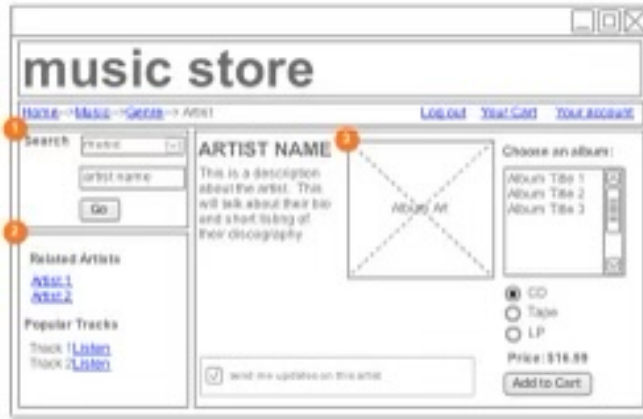 music store
Home-->Music-->Genre--> Artist
Log out Your Cart Your account
1
Search music
artist name
Go
2
Related Artists
Artist 1
Artist 2
Popular Tracks
Track 1Listen
Track 2Listen
ARTIST NAME
This is a description
about the artist. This
will talk about their bio
and short listing of
their discography
3
Album Art
send me updates on this artist
Choose an album:
Album Title 1
Album Title 2
Album Title 3
CD
Tape
LP
Price: $16.99
Add to Cart